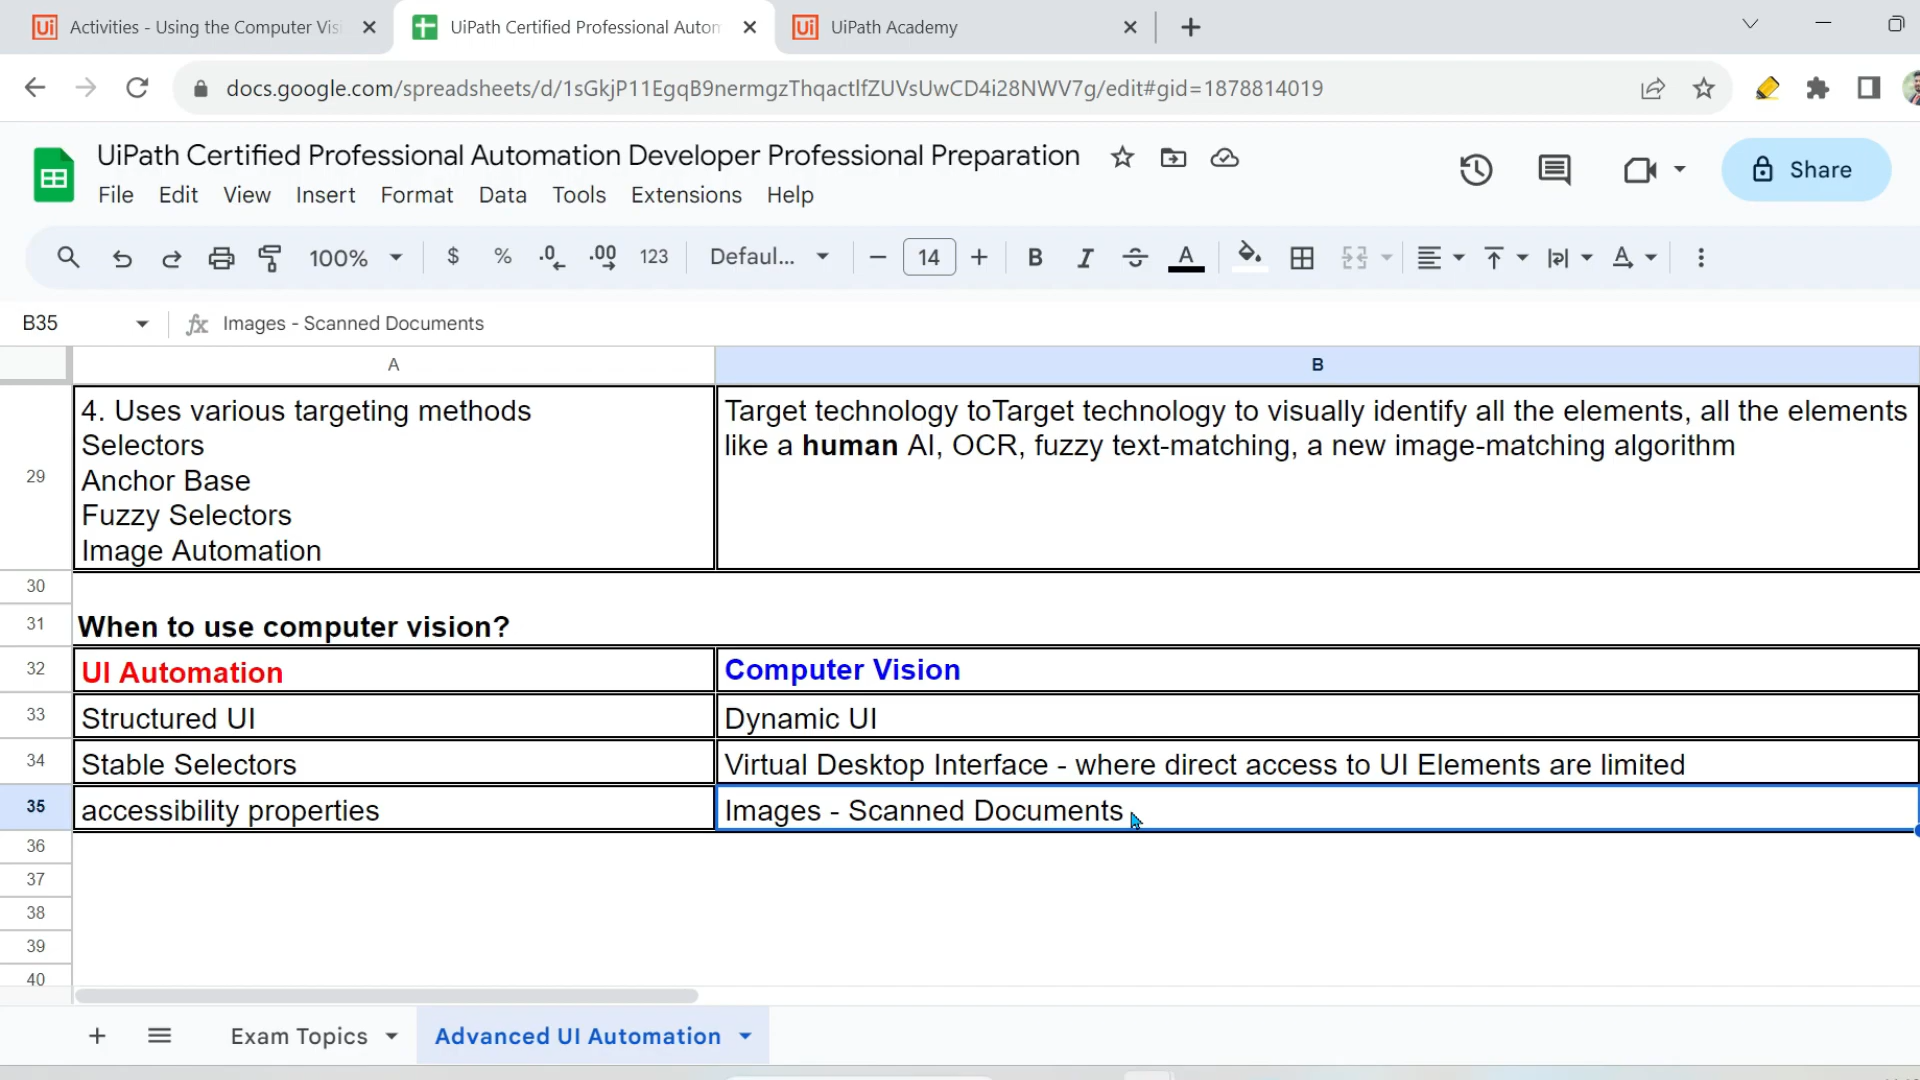 Activities - Using the Computer Vis
UiPath Certified Professional Autom
UiPath Academy
docs.google.com/spreadsheets/d/1sGkjP11EgqB9nermgzThqactlfZUVsUwCD4i28NWV7g/edit#gid=1878814019
UiPath Certified Professional Automation Developer Professional Preparation
File Edit View Insert Format Data Tools Extensions Help
Share
100% $ % .0 .00 123 Defaul... 14 B I A
B35 fx Images - Scanned Documents
A B
29
4. Uses various targeting methods
Selectors
Anchor Base
Fuzzy Selectors
Image Automation
Target technology toTarget technology to visually identify all the elements, all the elements
like a human AI, OCR, fuzzy text-matching, a new image-matching algorithm
30
31 When to use computer vision?
32 UI Automation Computer Vision
33 Structured UI Dynamic UI
34 Stable Selectors Virtual Desktop Interface - where direct access to UI Elements are limited
35 accessibility properties Images - Scanned Documents
36
37
38
39
40
Exam Topics Advanced UI Automation